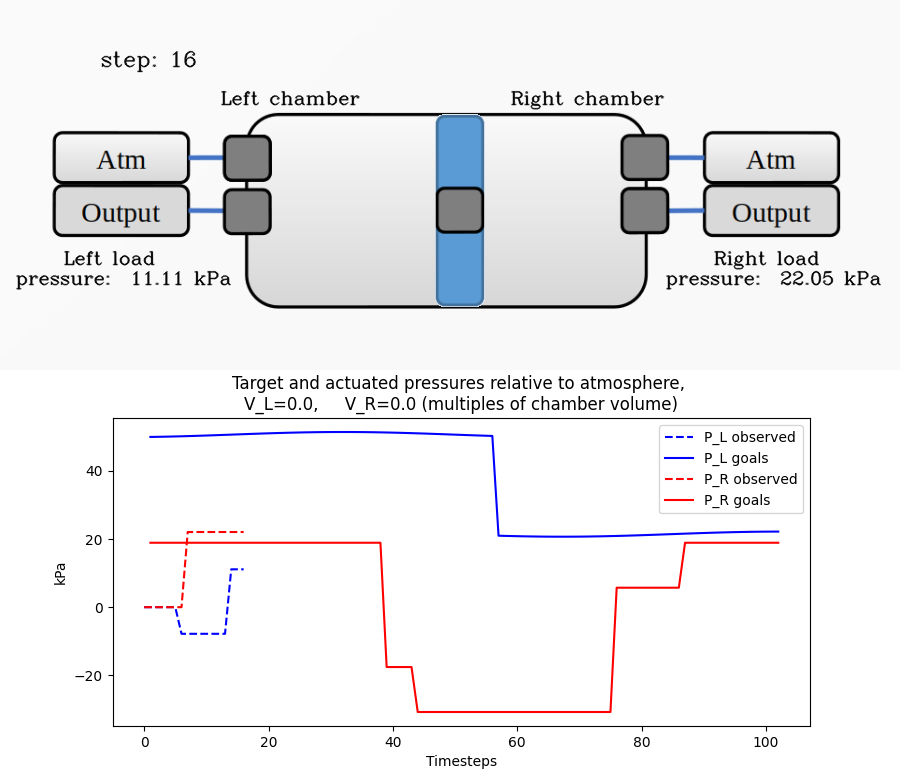 step: 16
Left chamber
Right chamber
Atm
Output
Left load
pressure: 11.11 kPa
Atm
Output
Right load
pressure: 22.05 kPa
Target and actuated pressures relative to atmosphere,
V_L=0.0, V_R=0.0 (multiples of chamber volume)
P_L observed
P_L goals
P_R observed
P_R goals
kPa
40
20
0
−20
0 20 40 60 80 100
Timesteps